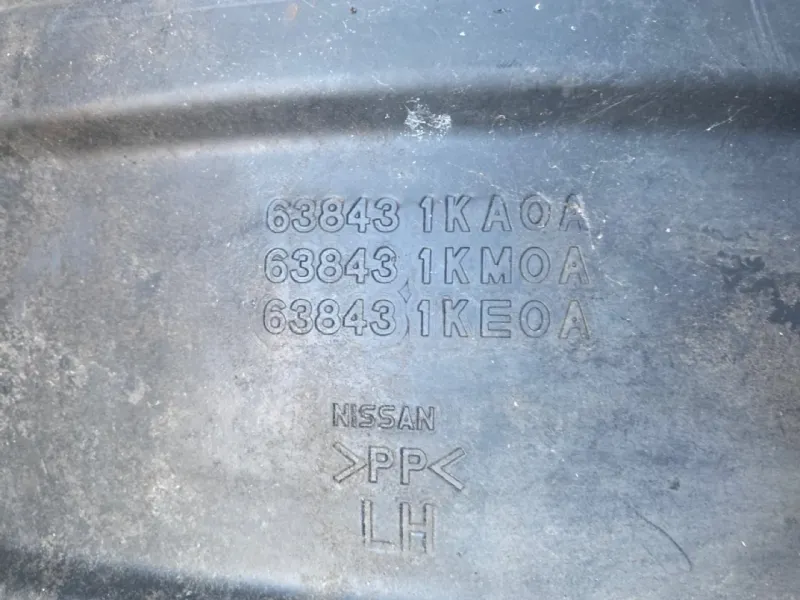 63843 1KA0A
63843 1KM0A
63843 1KE0A
NISSAN
>PP<
LH